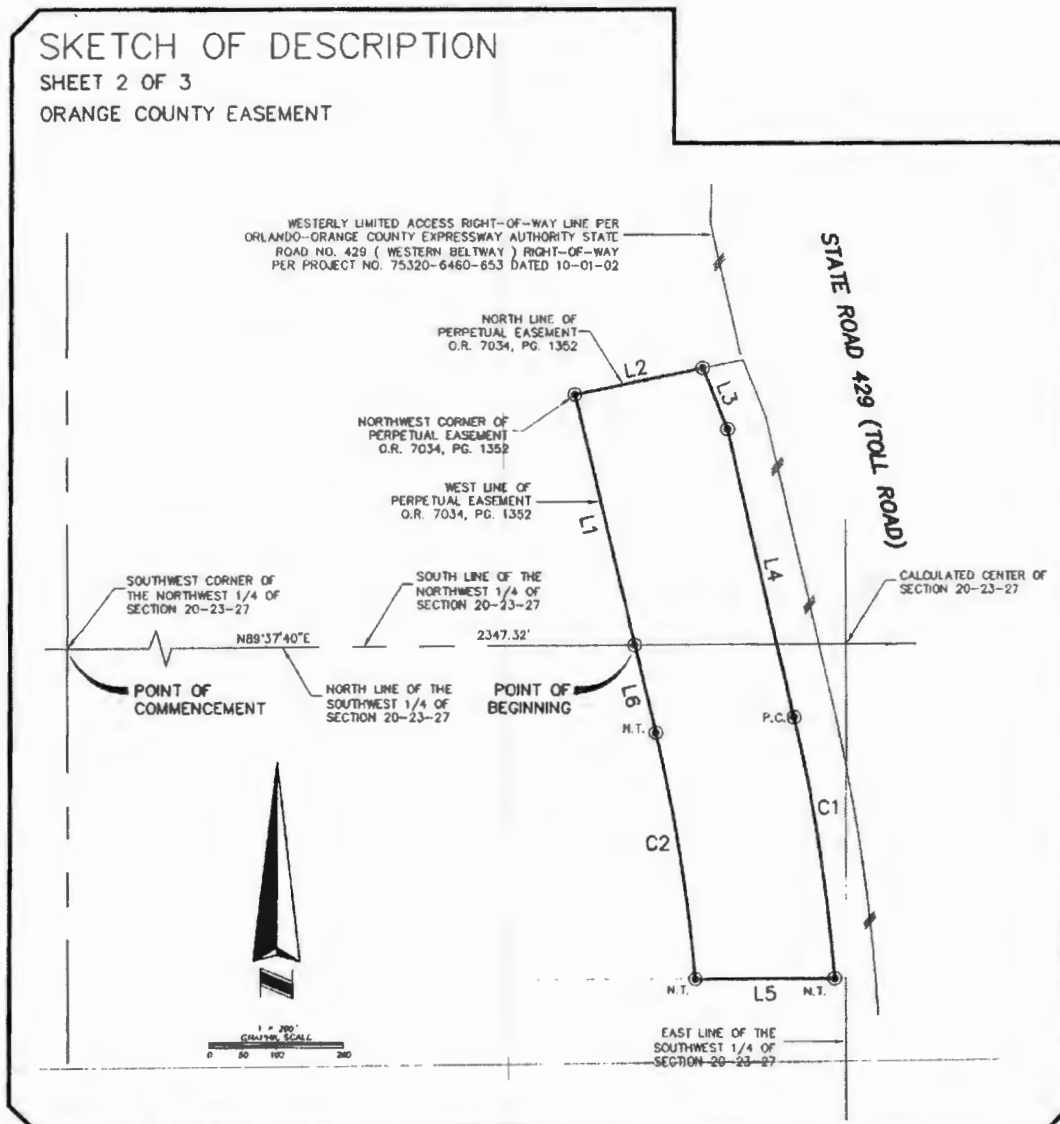 SKETCH OF DESCRIPTION
SHEET 2 OF 3
ORANGE COUNTY EASEMENT
WESTERLY LIMITED ACCESS RIGHT-OF-WAY LINE PER
ORLANDO-ORANGE COUNTY EXPRESSWAY AUTHORITY STATE
ROAD NO. 429 ( WESTERN BELTWAY ) RIGHT-OF-WAY
PER PROJECT NO. 75320-6460-653 DATED 10-01-02
STATE ROAD 429 (TOLL ROAD)
NORTH LINE OF
PERPETUAL EASEMENT
O.R. 7034, PG. 1352
L2
L3
NORTHWEST CORNER OF
PERPETUAL EASEMENT
O.R. 7034, PG. 1352
WEST LINE OF
PERPETUAL EASEMENT
O.R. 7034, PG. 1352
L1
L4
SOUTHWEST CORNER OF
THE NORTHWEST 1/4 OF
SECTION 20-23-27
SOUTH LINE OF THE
NORTHWEST 1/4 OF
SECTION 20-23-27
CALCULATED CENTER OF
SECTION 20-23-27
N89°37'40"E
2347.32'
POINT OF
COMMENCEMENT
NORTH LINE OF THE
SOUTHWEST 1/4 OF
SECTION 20-23-27
POINT OF
BEGINNING
L6
N.T.
P.C.
C1
C2
N.T.
L5
N.T.
1" = 200'
GRAPHIC SCALE
0 50 100 200
EAST LINE OF THE
SOUTHWEST 1/4 OF
SECTION 20-23-27